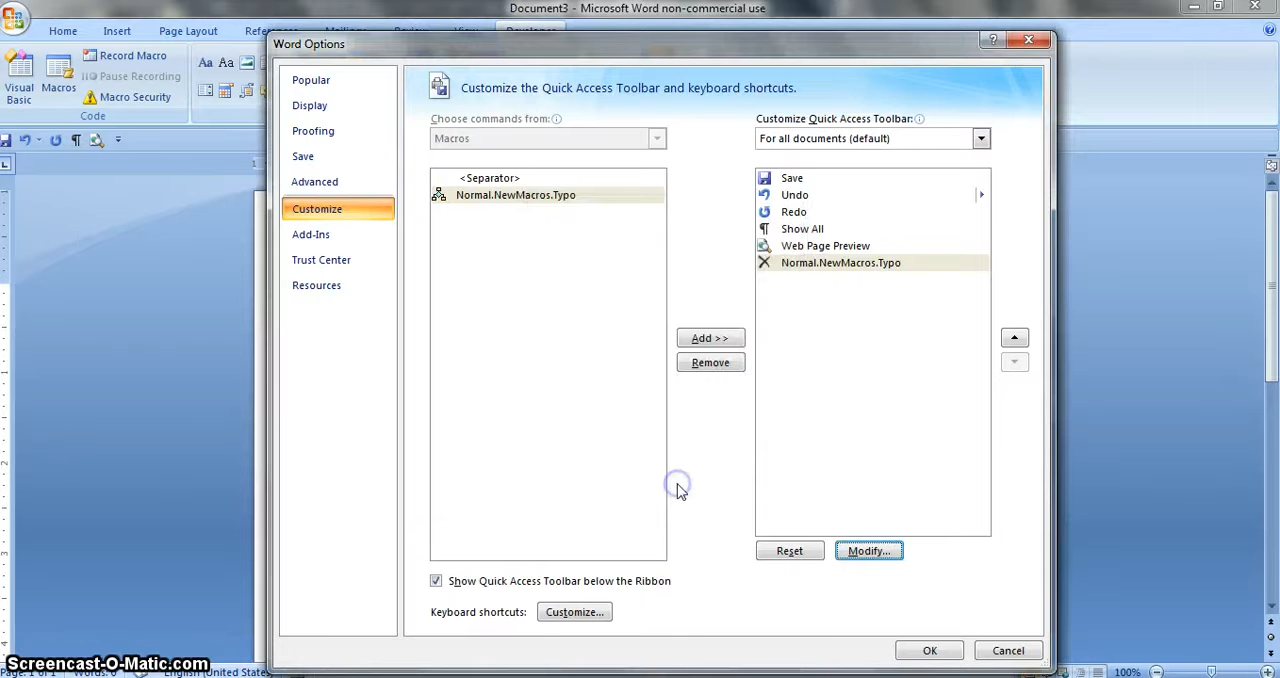 Document3 - Microsoft Word non-commercial use
Home Insert Page Layout
Visual Basic
Macros
Record Macro
Pause Recording
Macro Security
Code
Word Options
Popular
Display
Proofing
Save
Advanced
Customize
Add-Ins
Trust Center
Resources
Customize the Quick Access Toolbar and keyboard shortcuts.
Choose commands from:
Macros
<Separator>
Normal.NewMacros.Typo
Add >>
Remove
Customize Quick Access Toolbar:
For all documents (default)
Save
Undo
Redo
Show All
Web Page Preview
Normal.NewMacros.Typo
Reset
Modify...
Show Quick Access Toolbar below the Ribbon
Keyboard shortcuts: Customize...
OK Cancel
Screencast-O-Matic.com
100%